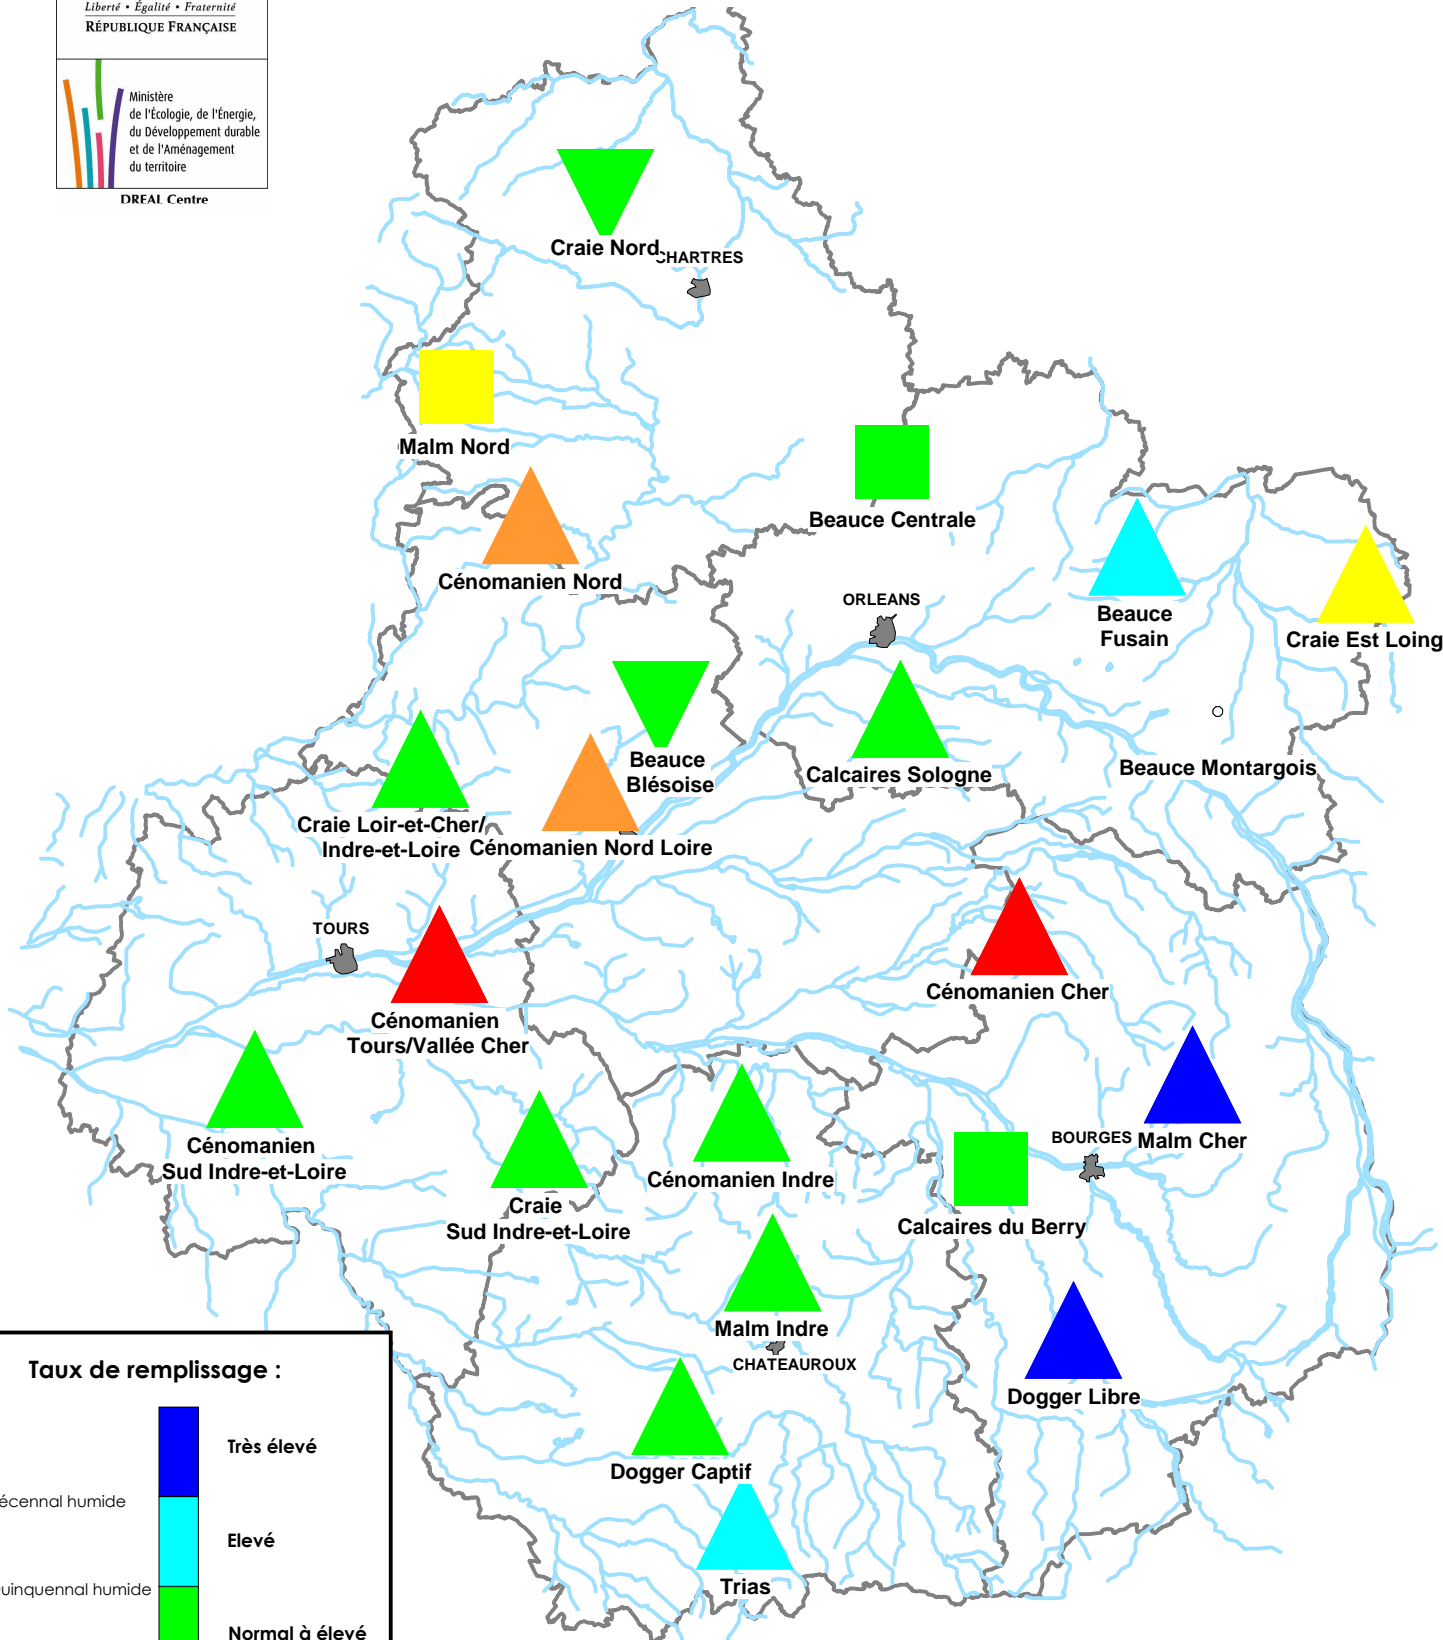 Liberté • Égalité • Fraternité
RÉPUBLIQUE FRANÇAISE
Ministère
de l'Écologie, de l'Énergie,
du Développement durable
et de l'Aménagement
du territoire
DREAL Centre
Craie Nord
CHARTRES
Malm Nord
Beauce Centrale
Cénomanien Nord
ORLEANS
Beauce
Fusain
Craie Est Loing
Beauce
Blésoise
Calcaires Sologne
Beauce Montargois
Craie Loir-et-Cher/
Indre-et-Loire
Cénomanien Nord Loire
TOURS
Cénomanien
Tours/Vallée Cher
Cénomanien Cher
Cénomanien
Sud Indre-et-Loire
Craie
Sud Indre-et-Loire
Cénomanien Indre
BOURGES
Malm Cher
Calcaires du Berry
Malm Indre
CHATEAUROUX
Dogger Libre
Dogger Captif
Trias
Taux de remplissage :
Très élevé
écennal humide
Elevé
uinquennal humide
Normal à élevé